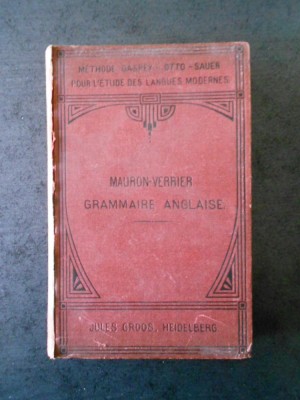 MÉTHODE GASPEY-OTTO-SAUER
POUR L'ÉTUDE DES LANGUES MODERNES
MAURON-VERRIER
GRAMMAIRE ANGLAISE.
JULES GROOS, HEIDELBERG